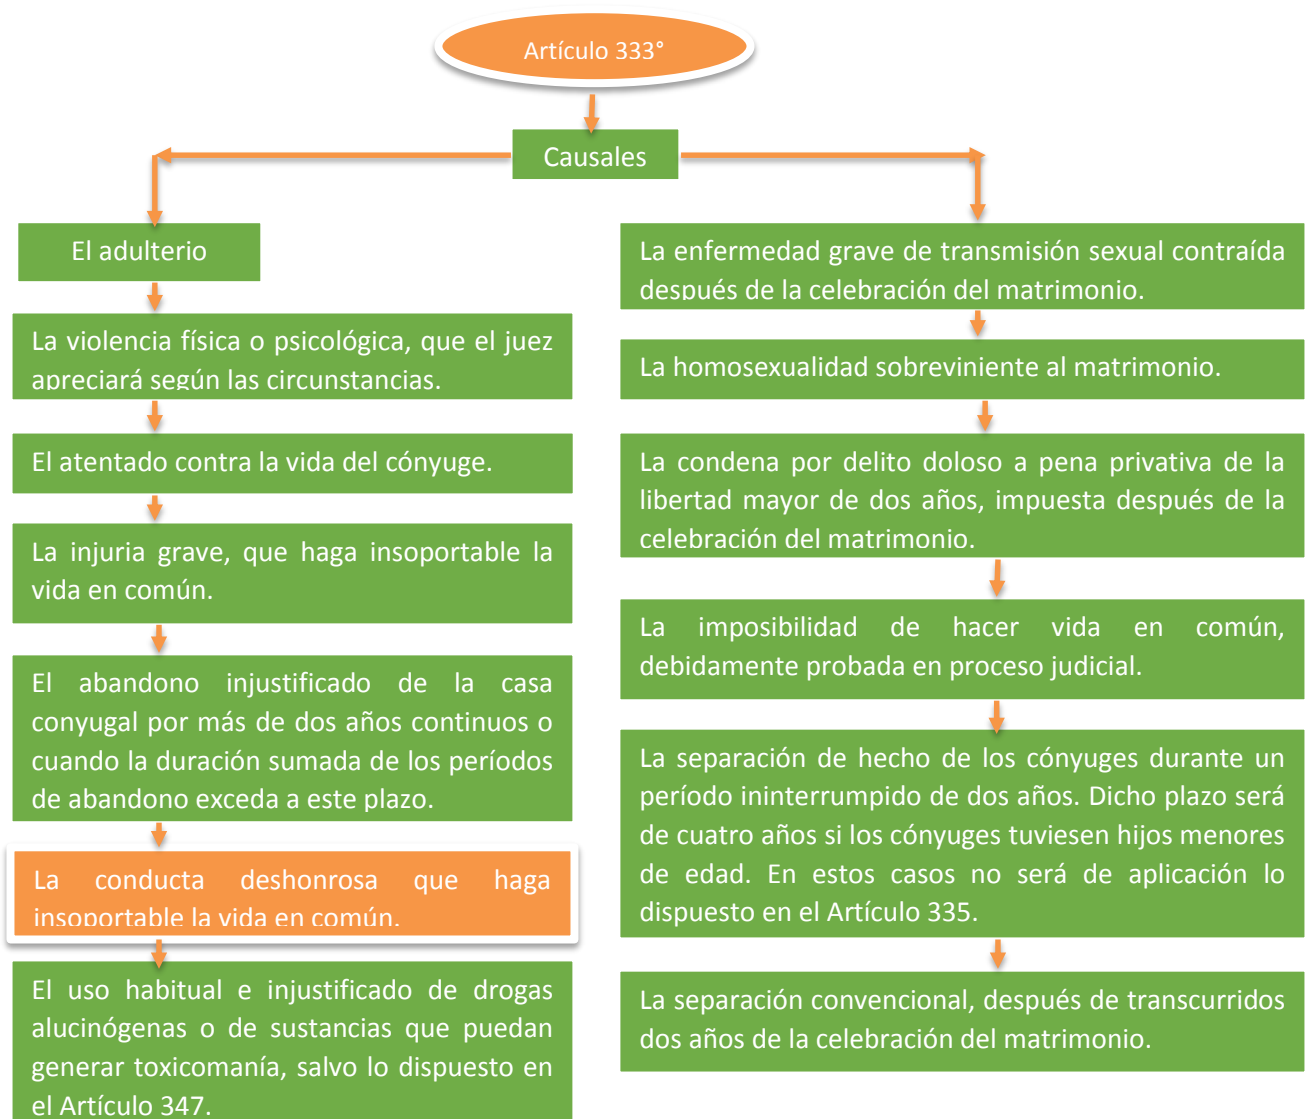 Artículo 333°
Causales
El adulterio
La violencia física o psicológica, que el juez
apreciará según las circunstancias.
El atentado contra la vida del cónyuge.
La injuria grave, que haga insoportable la
vida en común.
El abandono injustificado de la casa
conyugal por más de dos años continuos o
cuando la duración sumada de los períodos
de abandono exceda a este plazo.
La conducta deshonrosa que haga
insoportable la vida en común.
El uso habitual e injustificado de drogas
alucinógenas o de sustancias que puedan
generar toxicomanía, salvo lo dispuesto en
el Artículo 347.
La enfermedad grave de transmisión sexual contraída
después de la celebración del matrimonio.
La homosexualidad sobreviniente al matrimonio.
La condena por delito doloso a pena privativa de la
libertad mayor de dos años, impuesta después de la
celebración del matrimonio.
La imposibilidad de hacer vida en común,
debidamente probada en proceso judicial.
La separación de hecho de los cónyuges durante un
período ininterrumpido de dos años. Dicho plazo será
de cuatro años si los cónyuges tuviesen hijos menores
de edad. En estos casos no será de aplicación lo
dispuesto en el Artículo 335.
La separación convencional, después de transcurridos
dos años de la celebración del matrimonio.